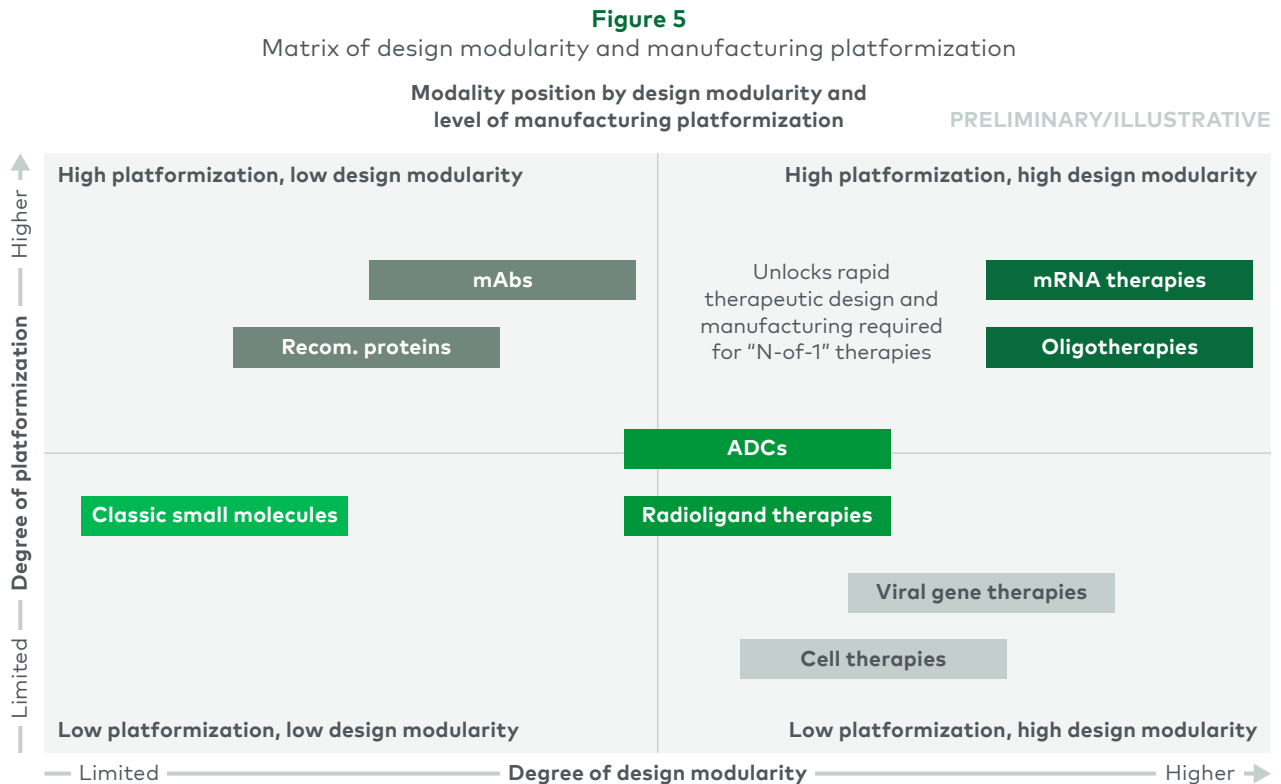 Figure 5
Matrix of design modularity and manufacturing platformization
Modality position by design modularity and
level of manufacturing platformization
PRELIMINARY/ILLUSTRATIVE
High platformization, low design modularity
High platformization, high design modularity
Higher
Degree of platformization
Limited
mAbs
Recom. proteins
Unlocks rapid
therapeutic design and
manufacturing required
for “N-of-1” therapies
mRNA therapies
Oligotherapies
ADCs
Classic small molecules
Radioligand therapies
Viral gene therapies
Cell therapies
Low platformization, low design modularity
Low platformization, high design modularity
Limited
Degree of design modularity
Higher